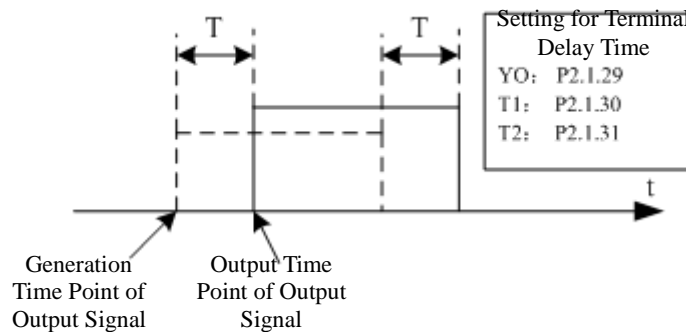 T
T
Setting for Terminal
Delay Time
YO: P2.1.29
T1: P2.1.30
T2: P2.1.31
t
Generation
Time Point of
Output Signal
Output Time
Point of Output
Signal